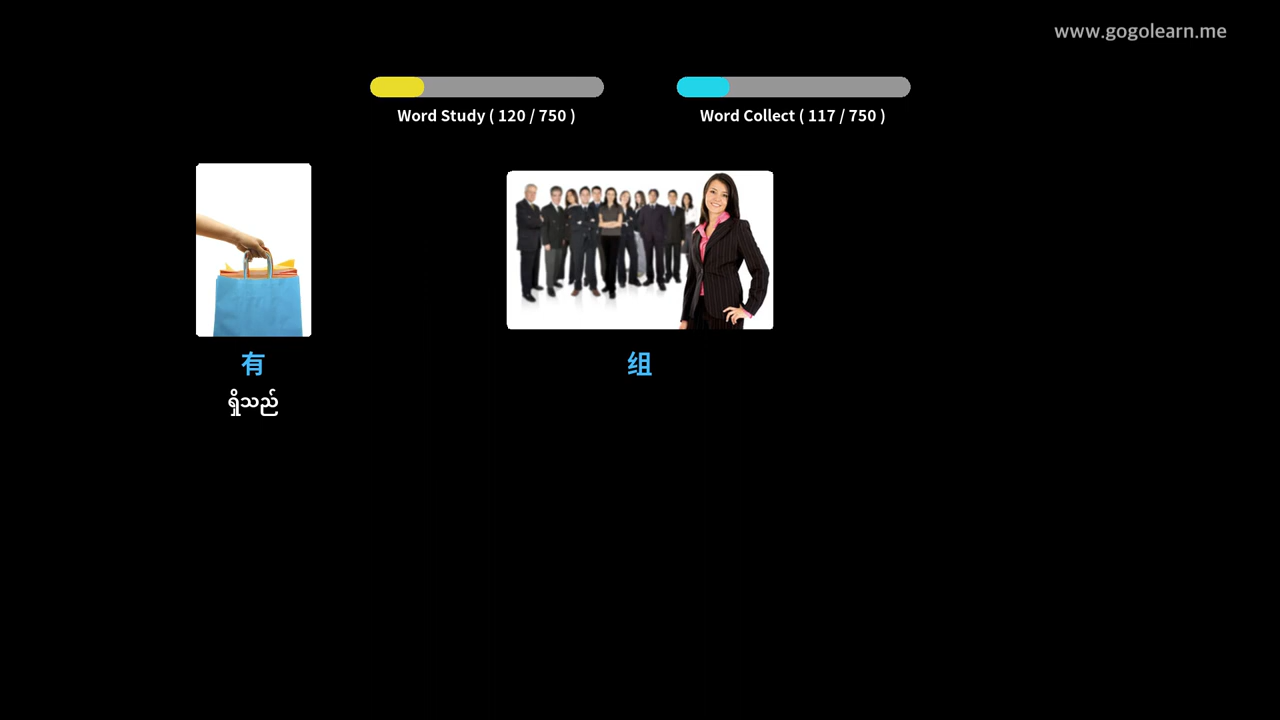 www.gogolearn.me
Word Study ( 120 / 750 )
Word Collect ( 117 / 750 )
有
组
ရှိသည်